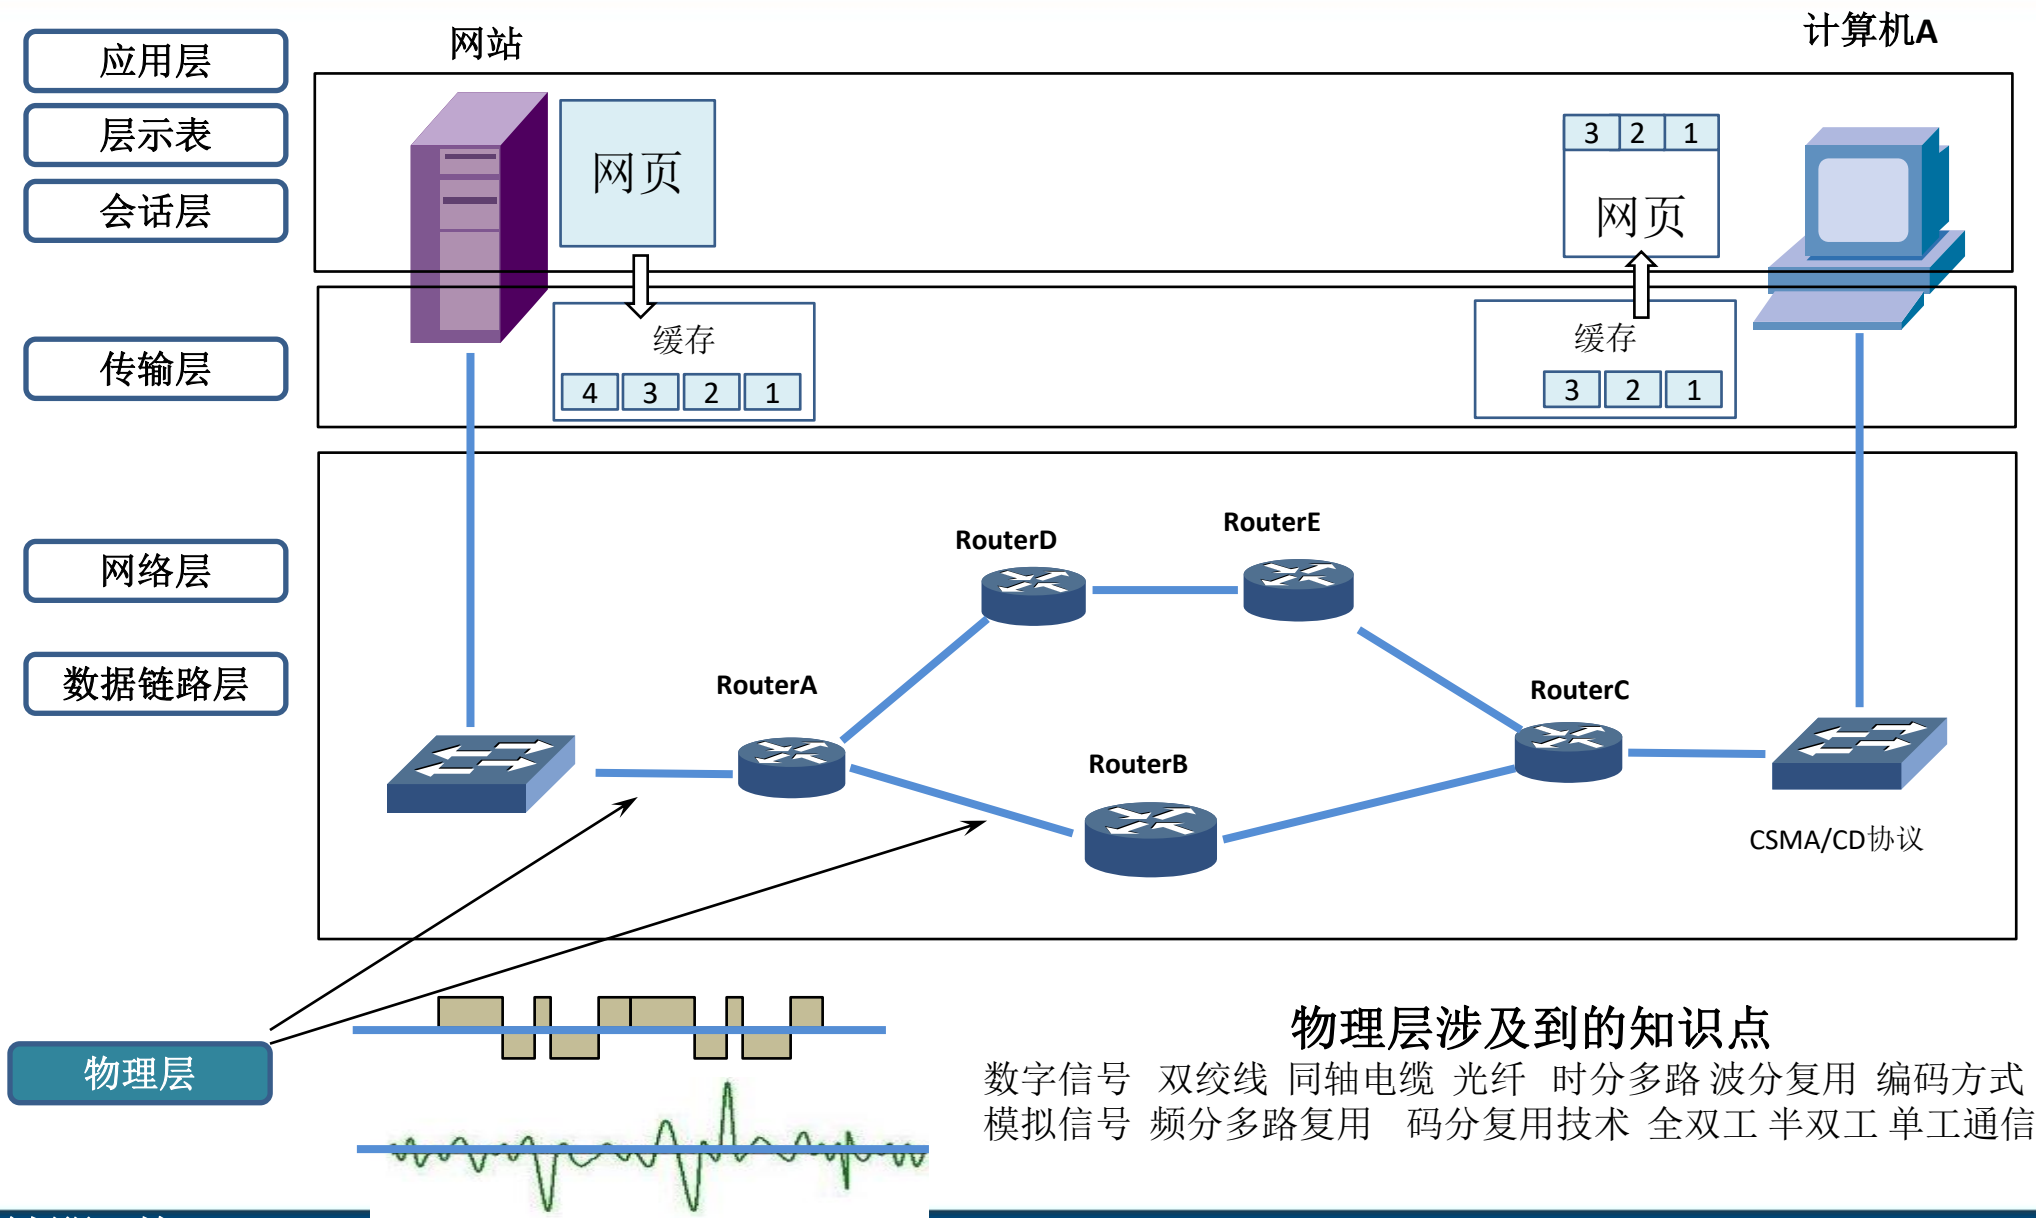 应用层
层示表
会话层
传输层
网络层
数据链路层
物理层
网站
计算机A
网页
3 2 1
网页
缓存
4 3 2 1
缓存
3 2 1
RouterD
RouterE
RouterA
RouterB
RouterC
CSMA/CD协议
物理层涉及到的知识点
数字信号 双绞线 同轴电缆 光纤 时分多路 波分复用 编码方式
模拟信号 频分多路复用 码分复用技术 全双工 半双工 单工通信